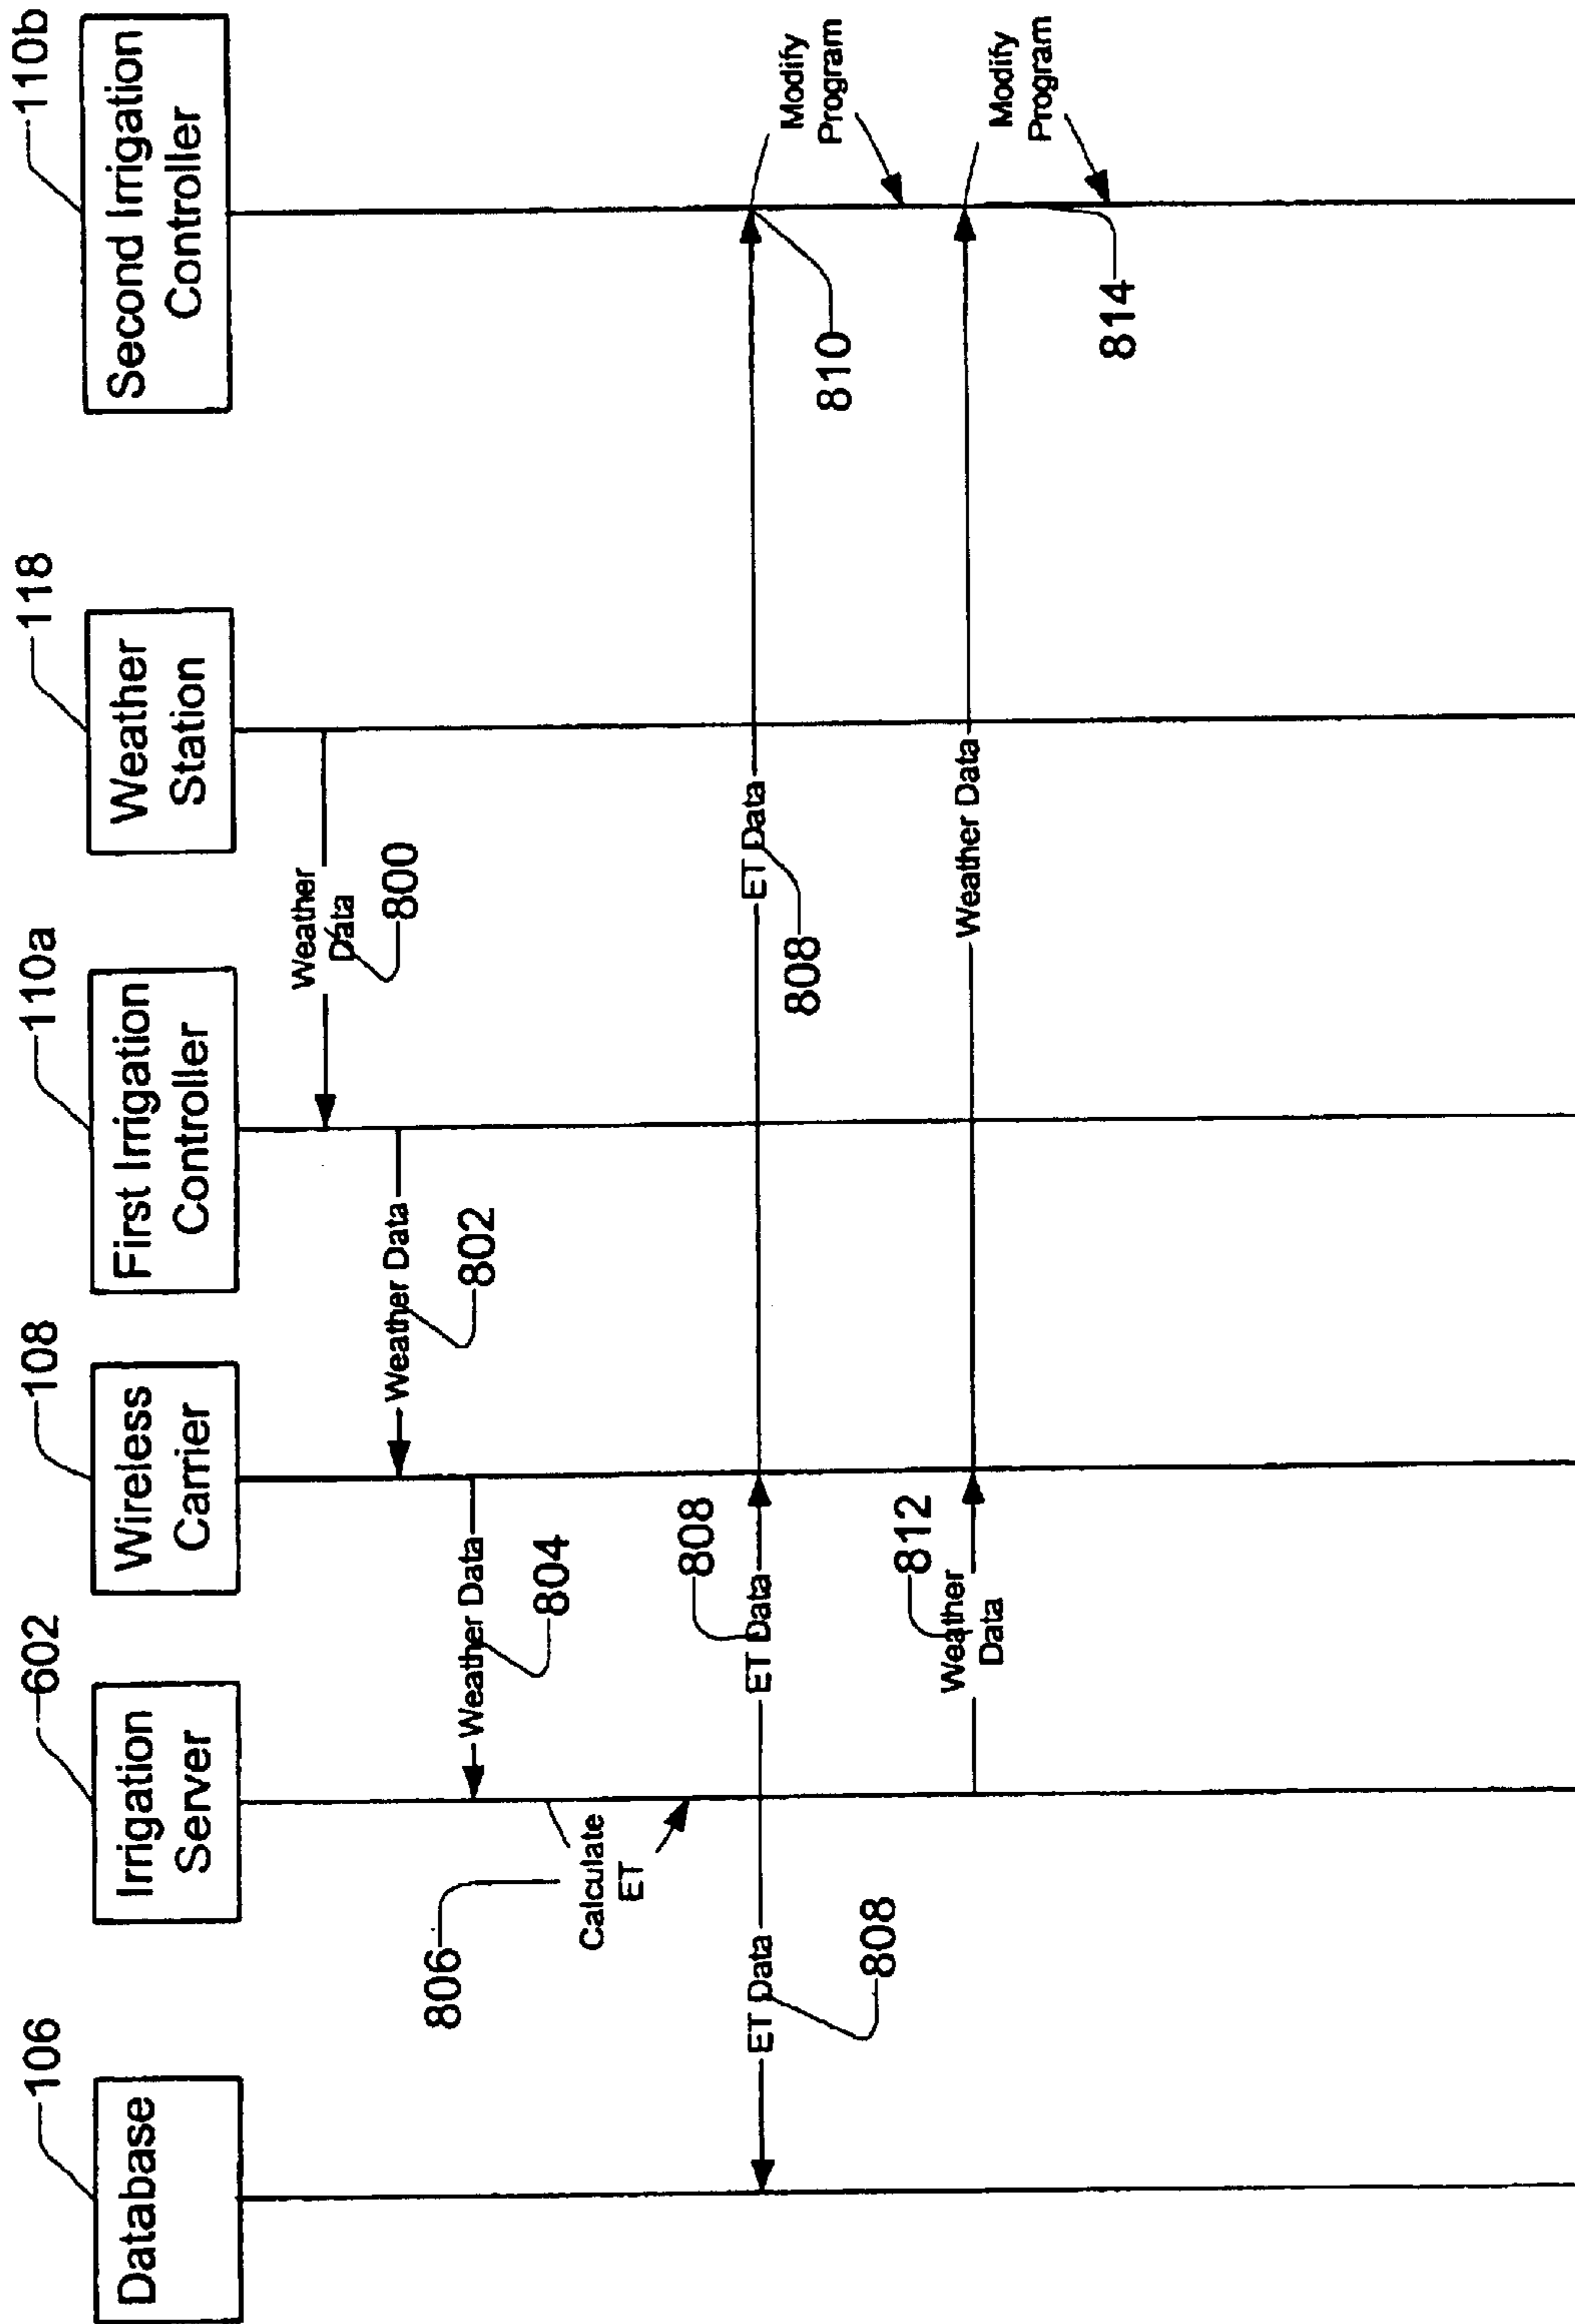 106
602
108
110a
118
110b
Database
Irrigation
Server
Wireless
Carrier
First Irrigation
Controller
Weather
Station
Second Irrigation
Controller
Weather
Data
800
Weather Data
802
Weather Data
804
806
Calculate
ET
ET Data
808
ET Data
808
ET Data
808
810
Modify
Program
812
Weather
Data
Weather Data
814
Modify
Program